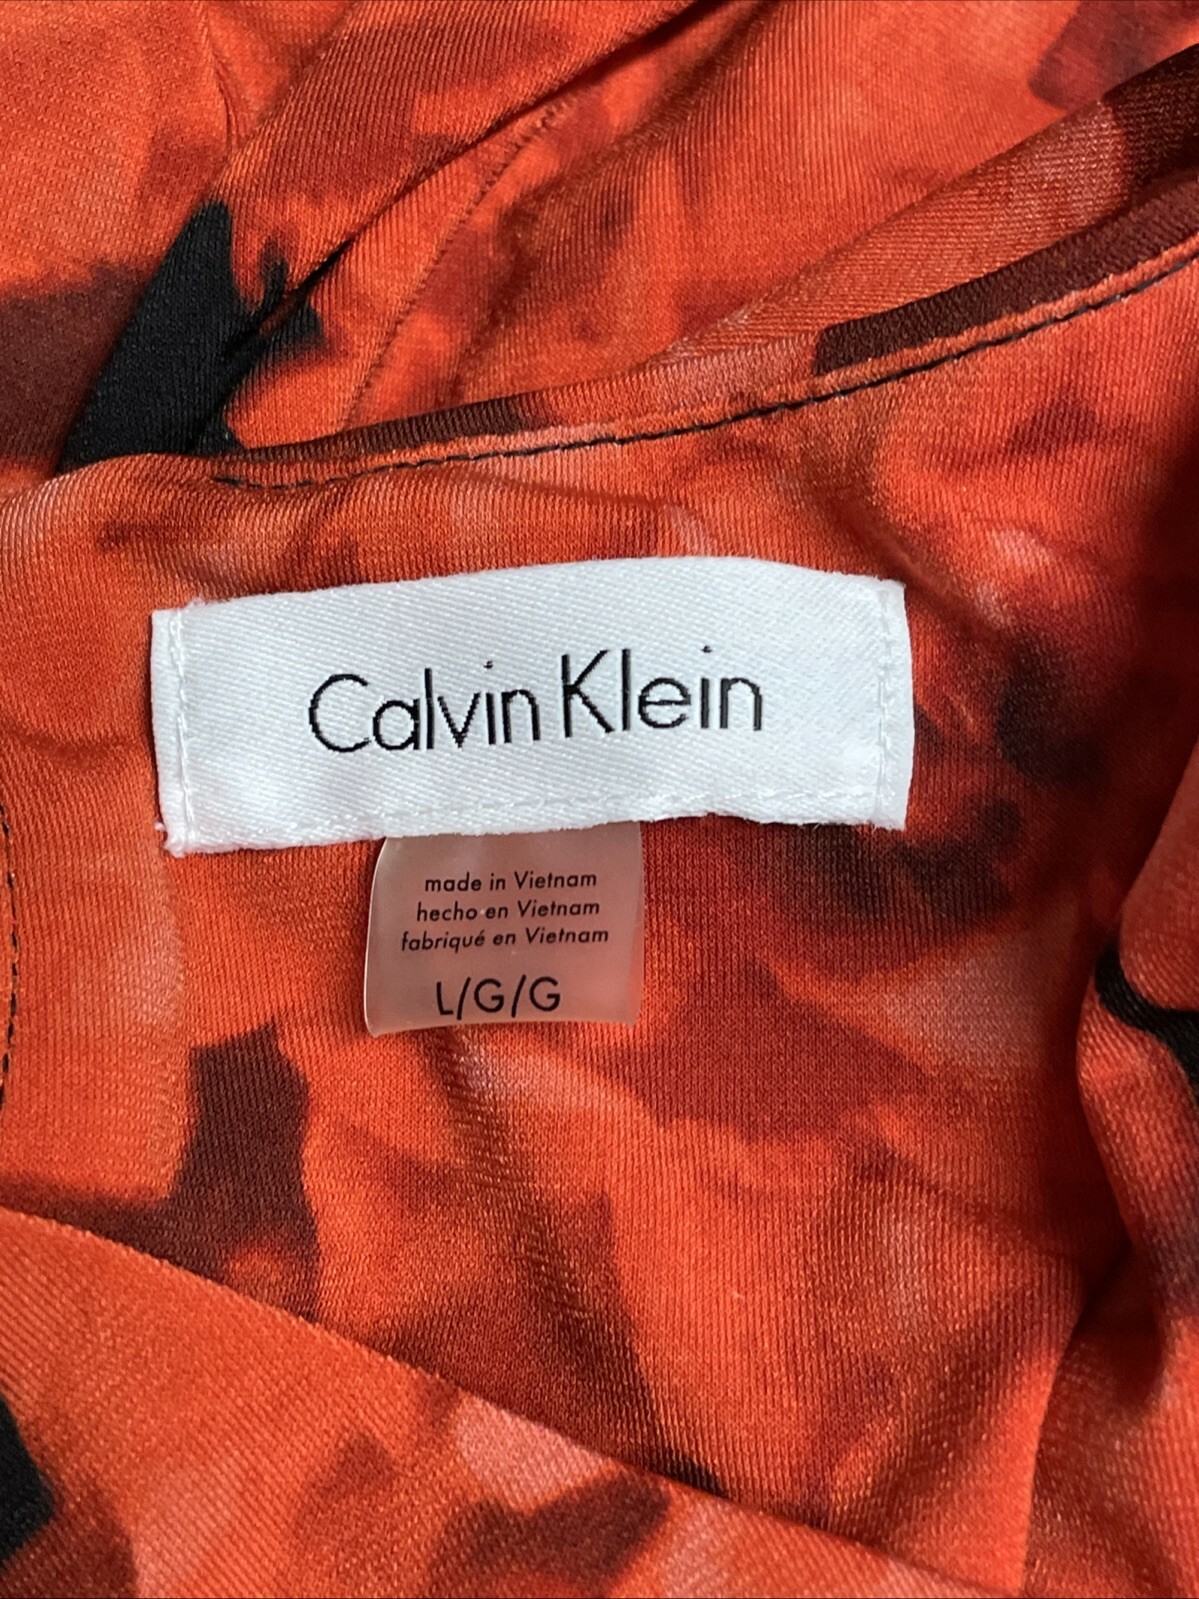 Calvin Klein
made in Vietnam
hecho en Vietnam
fabriqué en Vietnam
L/G/G